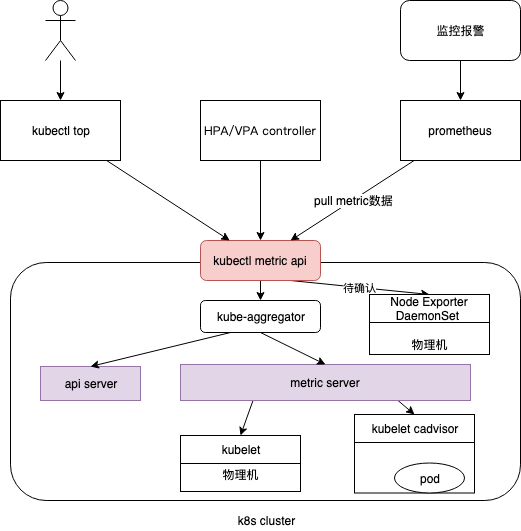 监控报警
kubectl top
HPA/VPA controller
prometheus
pull metric数据
kubectl metric api
待确认
Node Exporter
DaemonSet
物理机
kube-aggregator
api server
metric server
kubelet
物理机
kubelet cadvisor
pod
k8s cluster